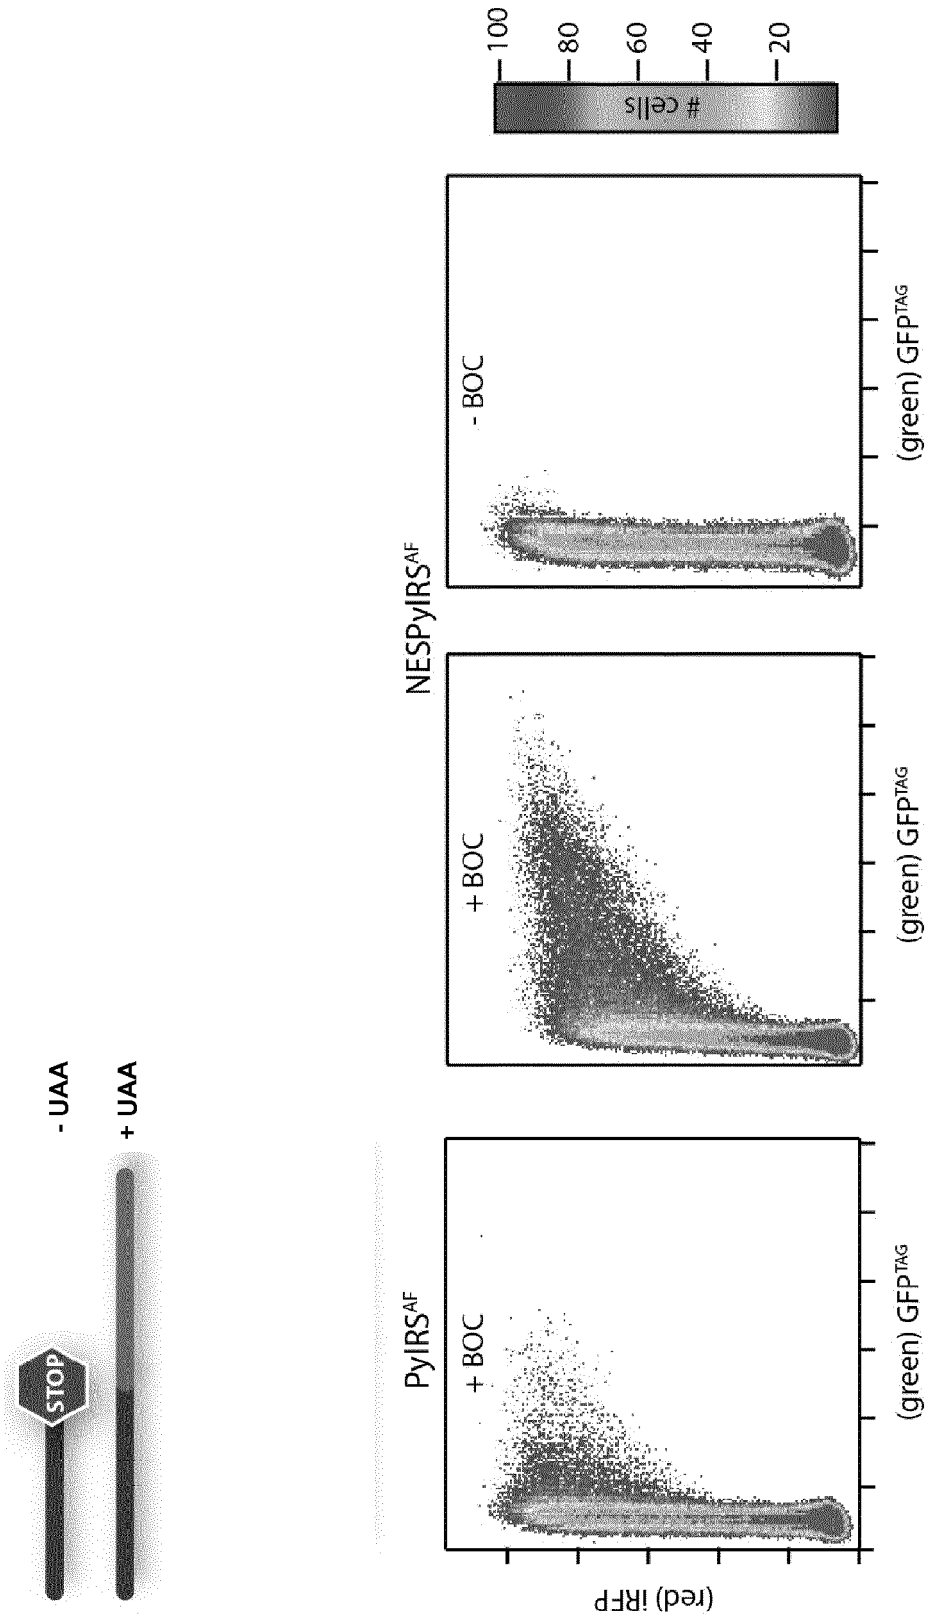 STOP
- UAA
+ UAA
PylRS^AF
NESPylRS^AF
+ BOC
+ BOC
- BOC
(red) iRFP
(green) GFP^TAG
(green) GFP^TAG
(green) GFP^TAG
# cells
100
80
60
40
20